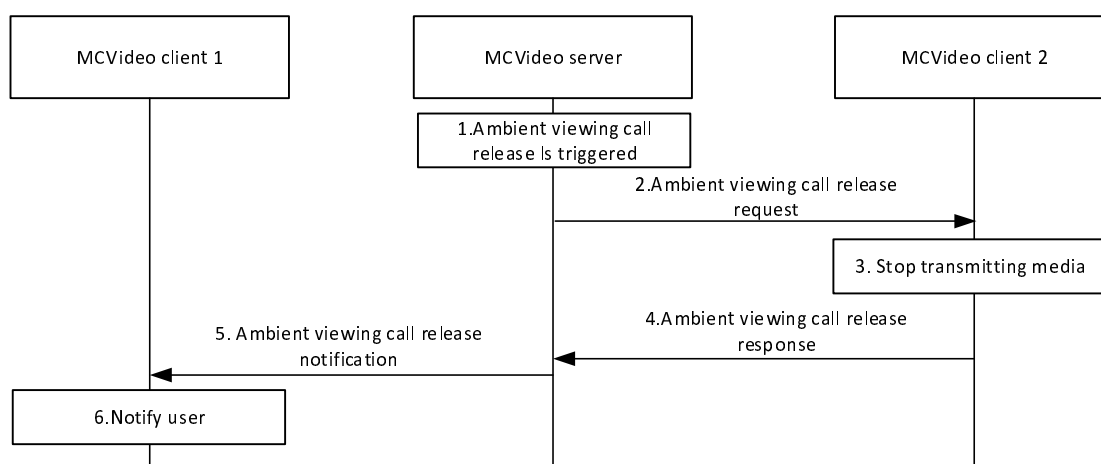 MCVideo client 1
MCVideo server
MCVideo client 2
1.Ambient viewing call
release Is triggered
2.Ambient viewing call release
request
3. Stop transmitting media
4.Ambient viewing call release
response
5. Ambient viewing call release
notification
6.Notify user